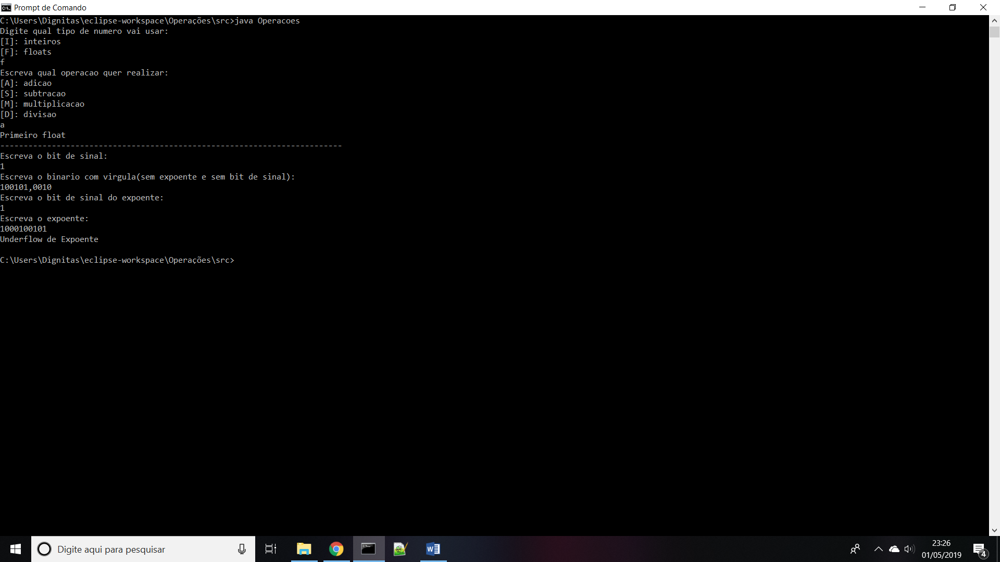 Prompt de Comando
C:\Users\Dignitas\eclipse-workspace\Operações\src>java Operacoes
Digite qual tipo de numero vai usar:
[I]: inteiros
[F]: floats
f
Escreva qual operacao quer realizar:
[A]: adicao
[S]: subtracao
[M]: multiplicacao
[D]: divisao
a
Primeiro float
-------------------------------------------------------------------------
Escreva o bit de sinal:
1
Escreva o binario com virgula(sem expoente e sem bit de sinal):
100101,0010
Escreva o bit de sinal do expoente:
1
Escreva o expoente:
1000100101
Underflow de Expoente
C:\Users\Dignitas\eclipse-workspace\Operações\src>
Digite aqui para pesquisar
23:26
01/05/2019
4